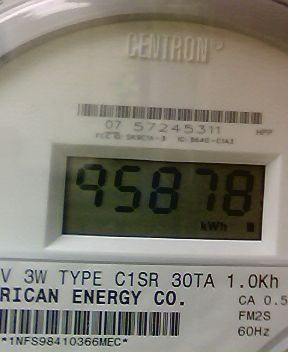 CENTRON®
07 57245311
HPP
95878
kWh
V 3W TYPE C1SR 30TA 1.0Kh
RICAN ENERGY CO.
CA 0.5
FM2S
60Hz
*1NFS98410366MEC*